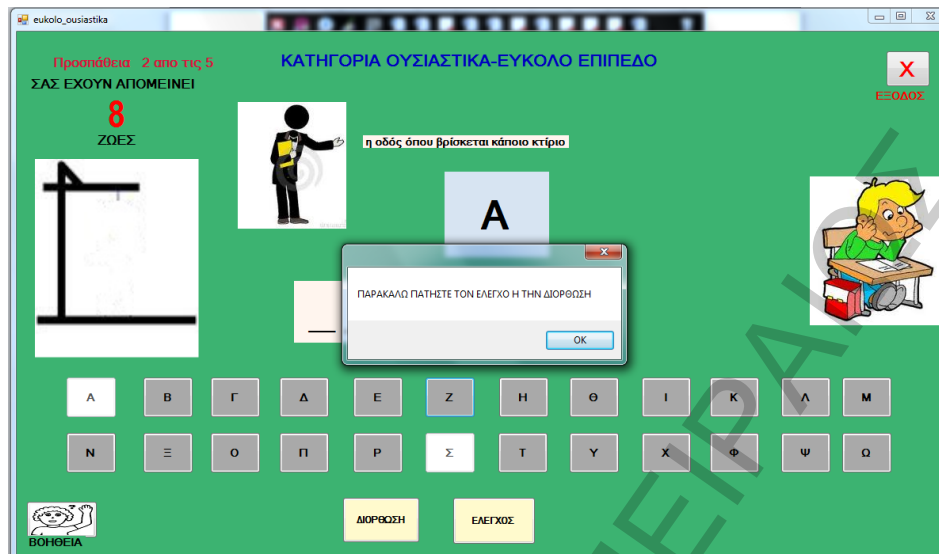 eukolo_ousiastika
Προσπάθεια 2 απο τις 5
ΚΑΤΗΓΟΡΙΑ ΟΥΣΙΑΣΤΙΚΑ-ΕΥΚΟΛΟ ΕΠΙΠΕΔΟ
X
ΕΞΟΔΟΣ
ΣΑΣ ΕΧΟΥΝ ΑΠΟΜΕΙΝΕΙ
8
ΖΩΕΣ
η οδός όπου βρίσκεται κάποιο κτίριο
Α
ΠΑΡΑΚΑΛΩ ΠΑΤΗΣΤΕ ΤΟΝ ΕΛΕΓΧΟ Η ΤΗΝ ΔΙΟΡΘΩΣΗ
OK
_
Α Β Γ Δ Ε Ζ Η Θ Ι Κ Λ Μ
Ν Ξ Ο Π Ρ Σ Τ Υ Χ Φ Ψ Ω
ΔΙΟΡΘΩΣΗ ΕΛΕΓΧΟΣ
ΒΟΗΘΕΙΑ
ΠΕΙΡΑΙΩΣ